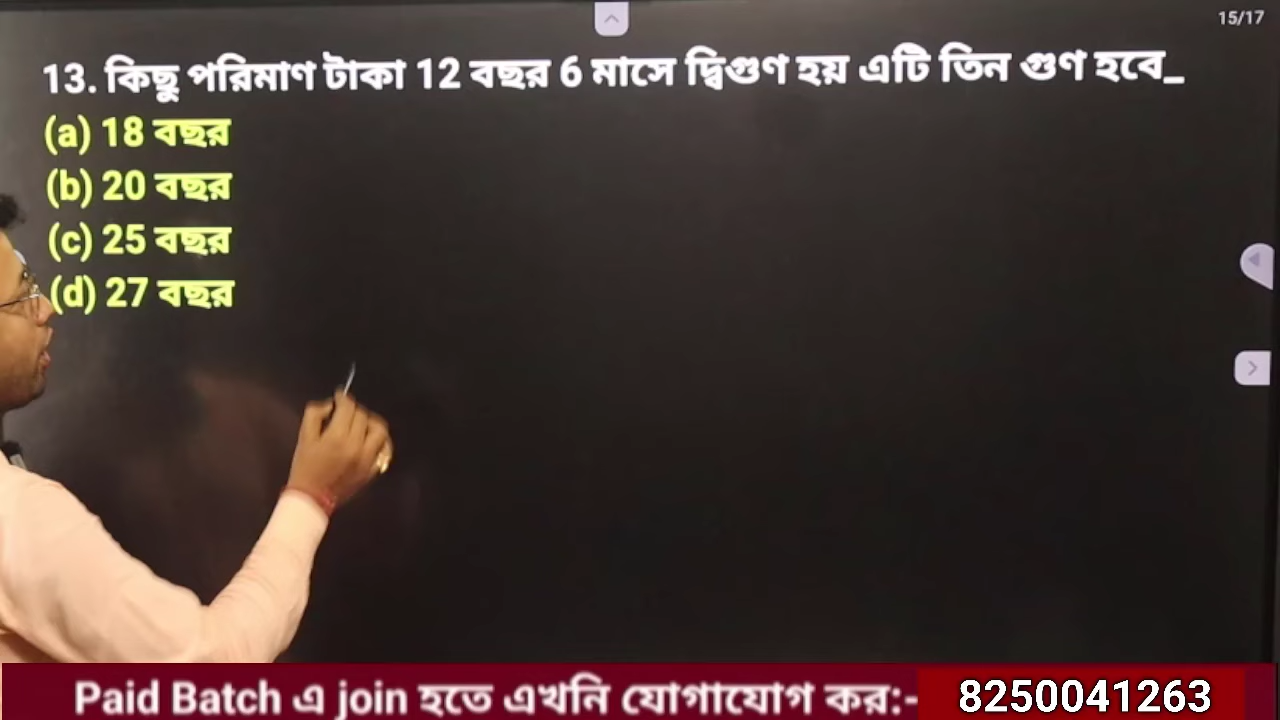 15/17
13. কিছু পরিমাণ টাকা 12 বছর 6 মাসে দ্বিগুণ হয় এটি তিন গুণ হবে_
(a) 18 বছর
(b) 20 বছর
(c) 25 বছর
(d) 27 বছর
Paid Batch এ join হতে এখনি যোগাযোগ কর:- 8250041263